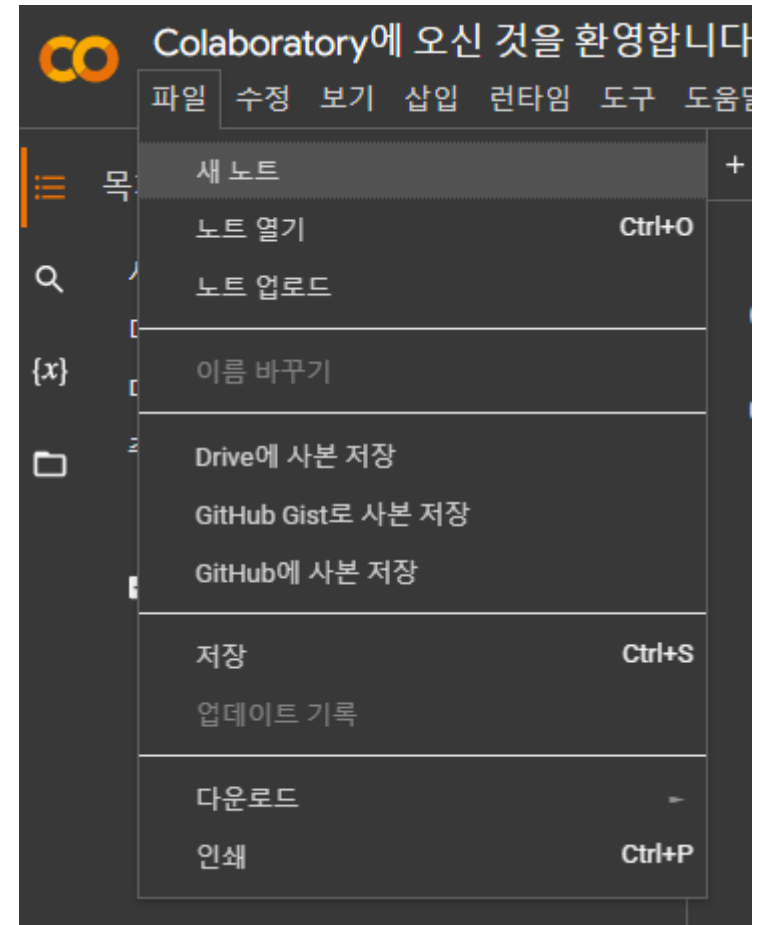 Colaboratory에 오신 것을 환영합니다
파일 수정 보기 삽입 런타임 도구
목
+
새 노트
노트 열기 Ctrl+O
노트 업로드
{x}
이름 바꾸기
Drive에 사본 저장
GitHub Gist로 사본 저장
GitHub에 사본 저장
저장 Ctrl+S
업데이트 기록
다운로드
인쇄 Ctrl+P